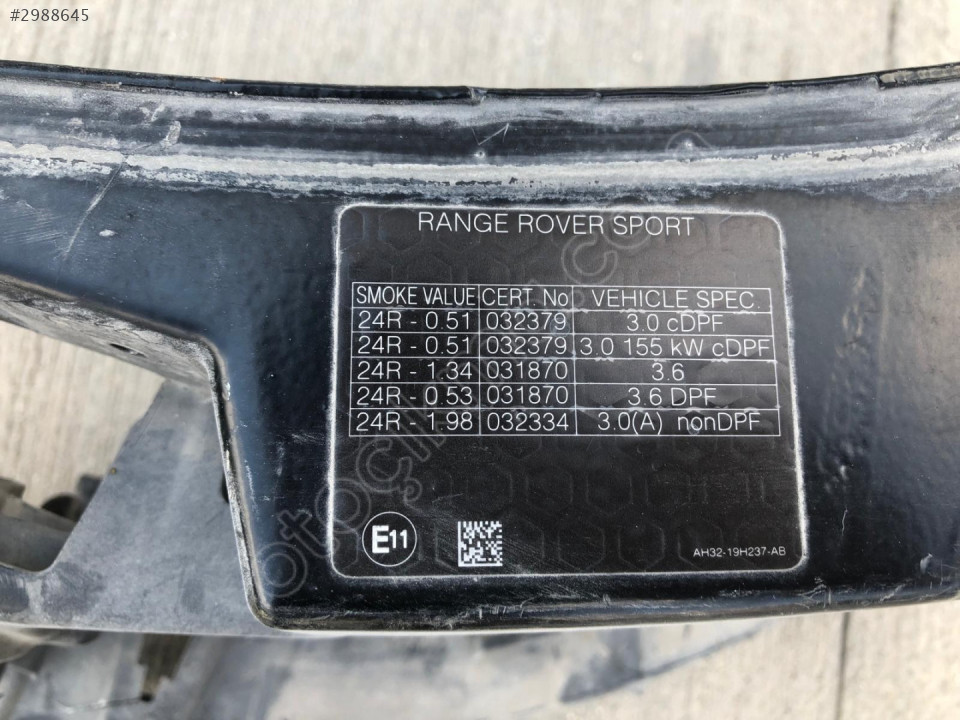 #2988645
RANGE ROVER SPORT
SMOKE VALUE CERT. No VEHICLE SPEC.
24R - 0.51 032379 3.0 cDPF
24R - 0.51 032379 3.0 155 kW cDPF
24R - 1.34 031870 3.6
24R - 0.53 031870 3.6 DPF
24R - 1.98 032334 3.0(A) nonDPF
E11
AH32-19H237-AB